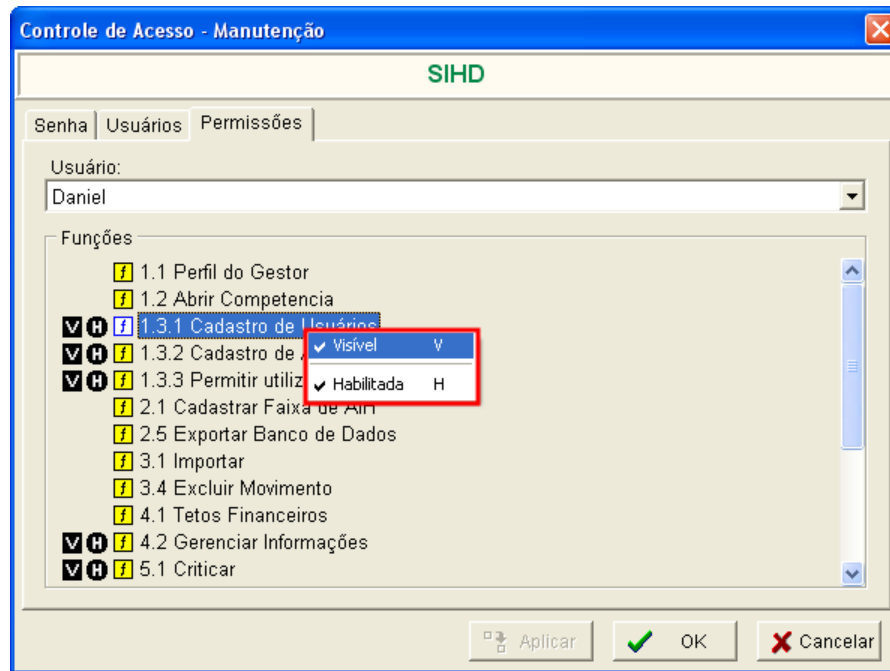 Controle de Acesso - Manutenção
SIHD
Senha Usuários Permissões
Usuário:
Daniel
Funções
1.1 Perfil do Gestor
1.2 Abrir Competencia
V H 1.3.1 Cadastro de Usuários
Visível V
V H 1.3.2 Cadastro de
V H 1.3.3 Permitir utiliz
Habilitada H
2.1 Cadastrar Faixa de AIH
2.5 Exportar Banco de Dados
3.1 Importar
3.4 Excluir Movimento
4.1 Tetos Financeiros
V H 4.2 Gerenciar Informações
V H 5.1 Criticar
Aplicar OK Cancelar